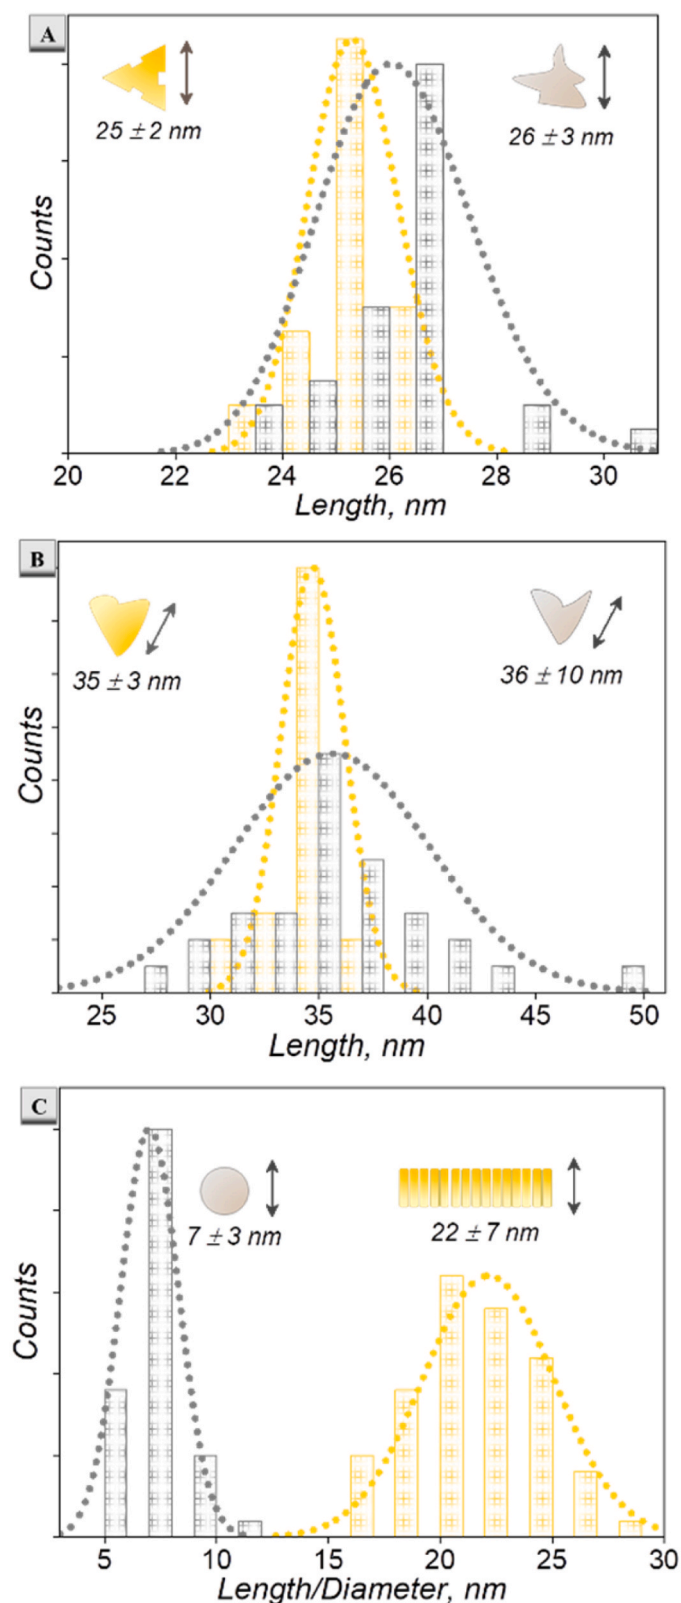 A
25 ± 2 nm
26 ± 3 nm
Counts
20 22 24 26 28 30
Length, nm
B
35 ± 3 nm
36 ± 10 nm
Counts
25 30 35 40 45 50
Length, nm
C
7 ± 3 nm
22 ± 7 nm
Counts
5 10 15 20 25 30
Length/Diameter, nm